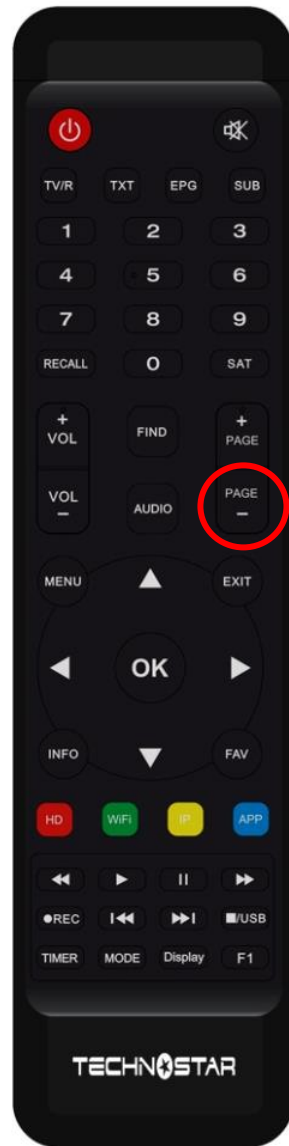 TV/R TXT EPG SUB
1 2 3
4 5 6
7 8 9
RECALL 0 SAT
+ VOL FIND + PAGE
VOL - AUDIO PAGE -
MENU EXIT
OK
INFO FAV
HD WiFi IP APP
●REC ■/USB
TIMER MODE Display F1
TECHNOSTAR